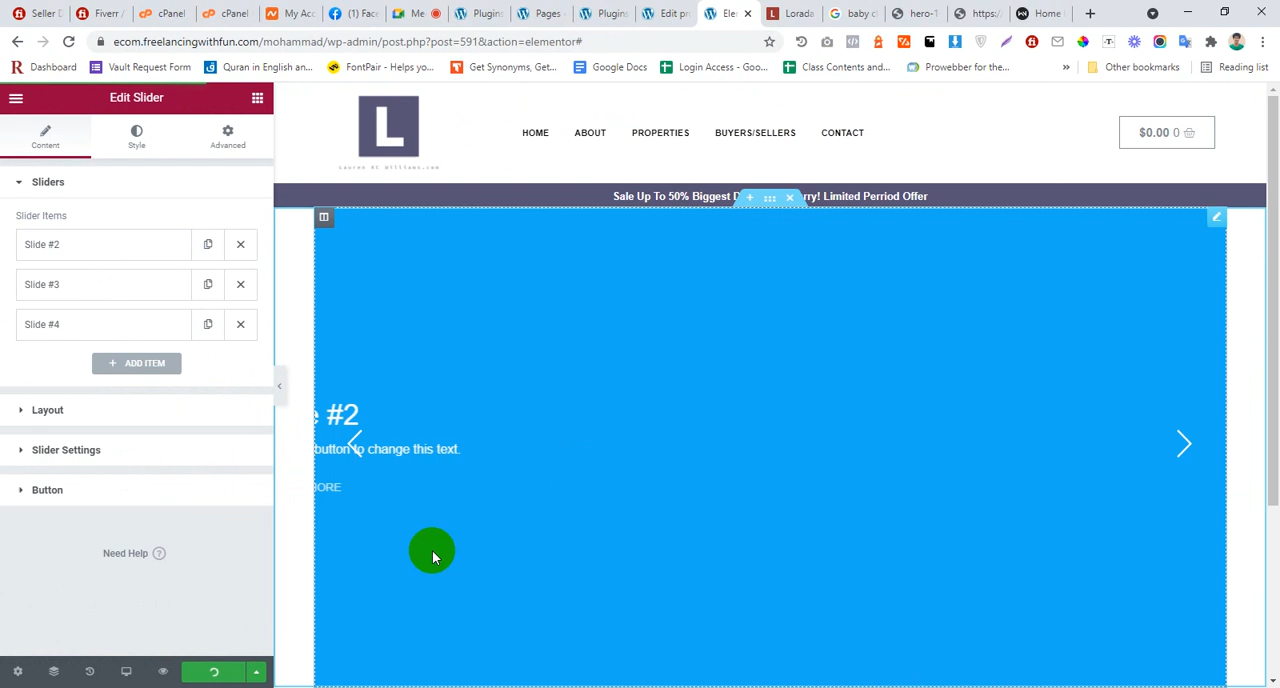 Seller D
Fiverr /
cPanel
cPanel
My Acc
(1) Face
Me
Plugins
Pages
Plugins
Edit pr
Ele
Lorada
baby cl
hero-1
https:/
Home
ecom.freelancingwithfun.com/mohammad/wp-admin/post.php?post=591&action=elementor#
Dashboard
Vault Request Form
Quran in English an...
FontPair - Helps yo...
Get Synonyms, Get...
Google Docs
Login Access - Goo...
Class Contents and...
Prowebber for the...
»
Other bookmarks
Reading list
Edit Slider
Content
Style
Advanced
Sliders
Slider Items
Slide #2
Slide #3
Slide #4
+ ADD ITEM
Layout
Slider Settings
Button
Need Help ?
L
Lauren At Williams.com
HOME
ABOUT
PROPERTIES
BUYERS/SELLERS
CONTACT
$0.00 0
Sale Up To 50% Biggest D
rry! Limited Perriod Offer
#2
button to change this text.
ORE